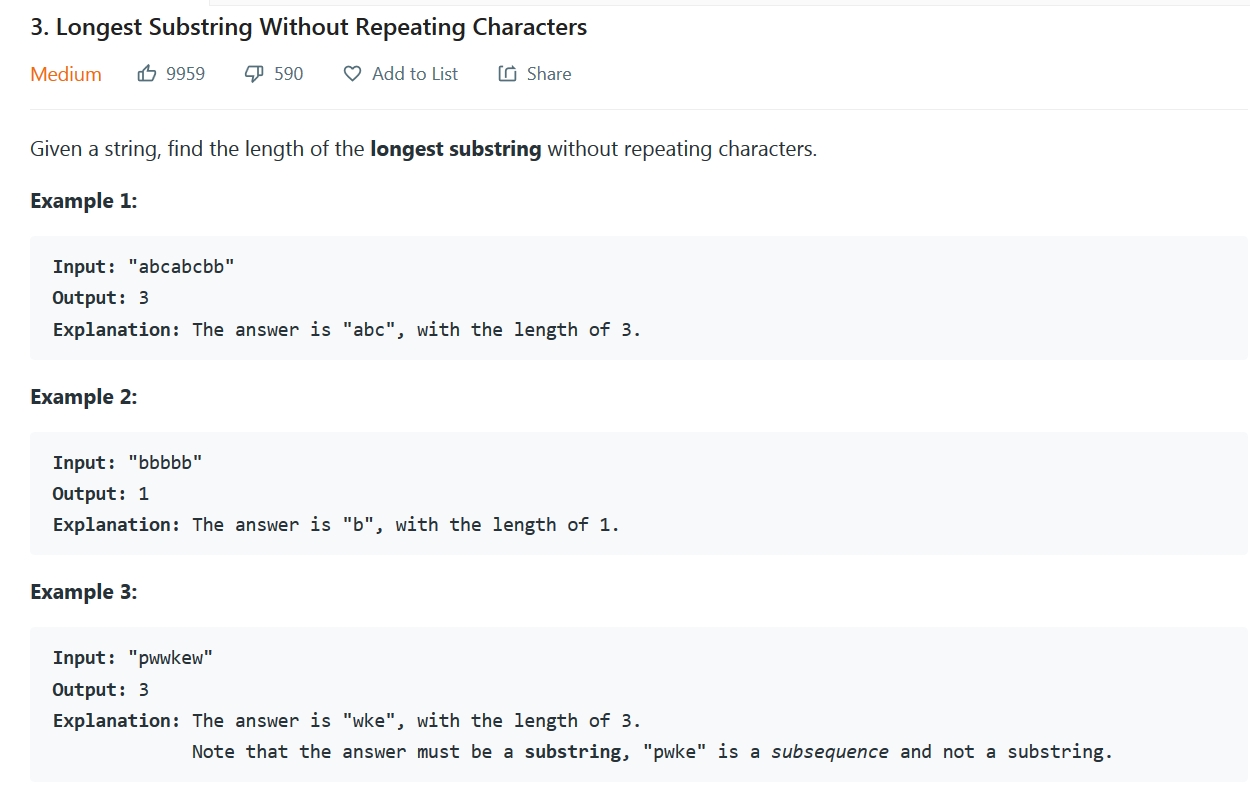 3. Longest Substring Without Repeating Characters
Medium 9959 590 Add to List Share
Given a string, find the length of the longest substring without repeating characters.
Example 1:
Input: "abcabcbb"
Output: 3
Explanation: The answer is "abc", with the length of 3.
Example 2:
Input: "bbbbb"
Output: 1
Explanation: The answer is "b", with the length of 1.
Example 3:
Input: "pwwkew"
Output: 3
Explanation: The answer is "wke", with the length of 3.
Note that the answer must be a substring, "pwke" is a subsequence and not a substring.